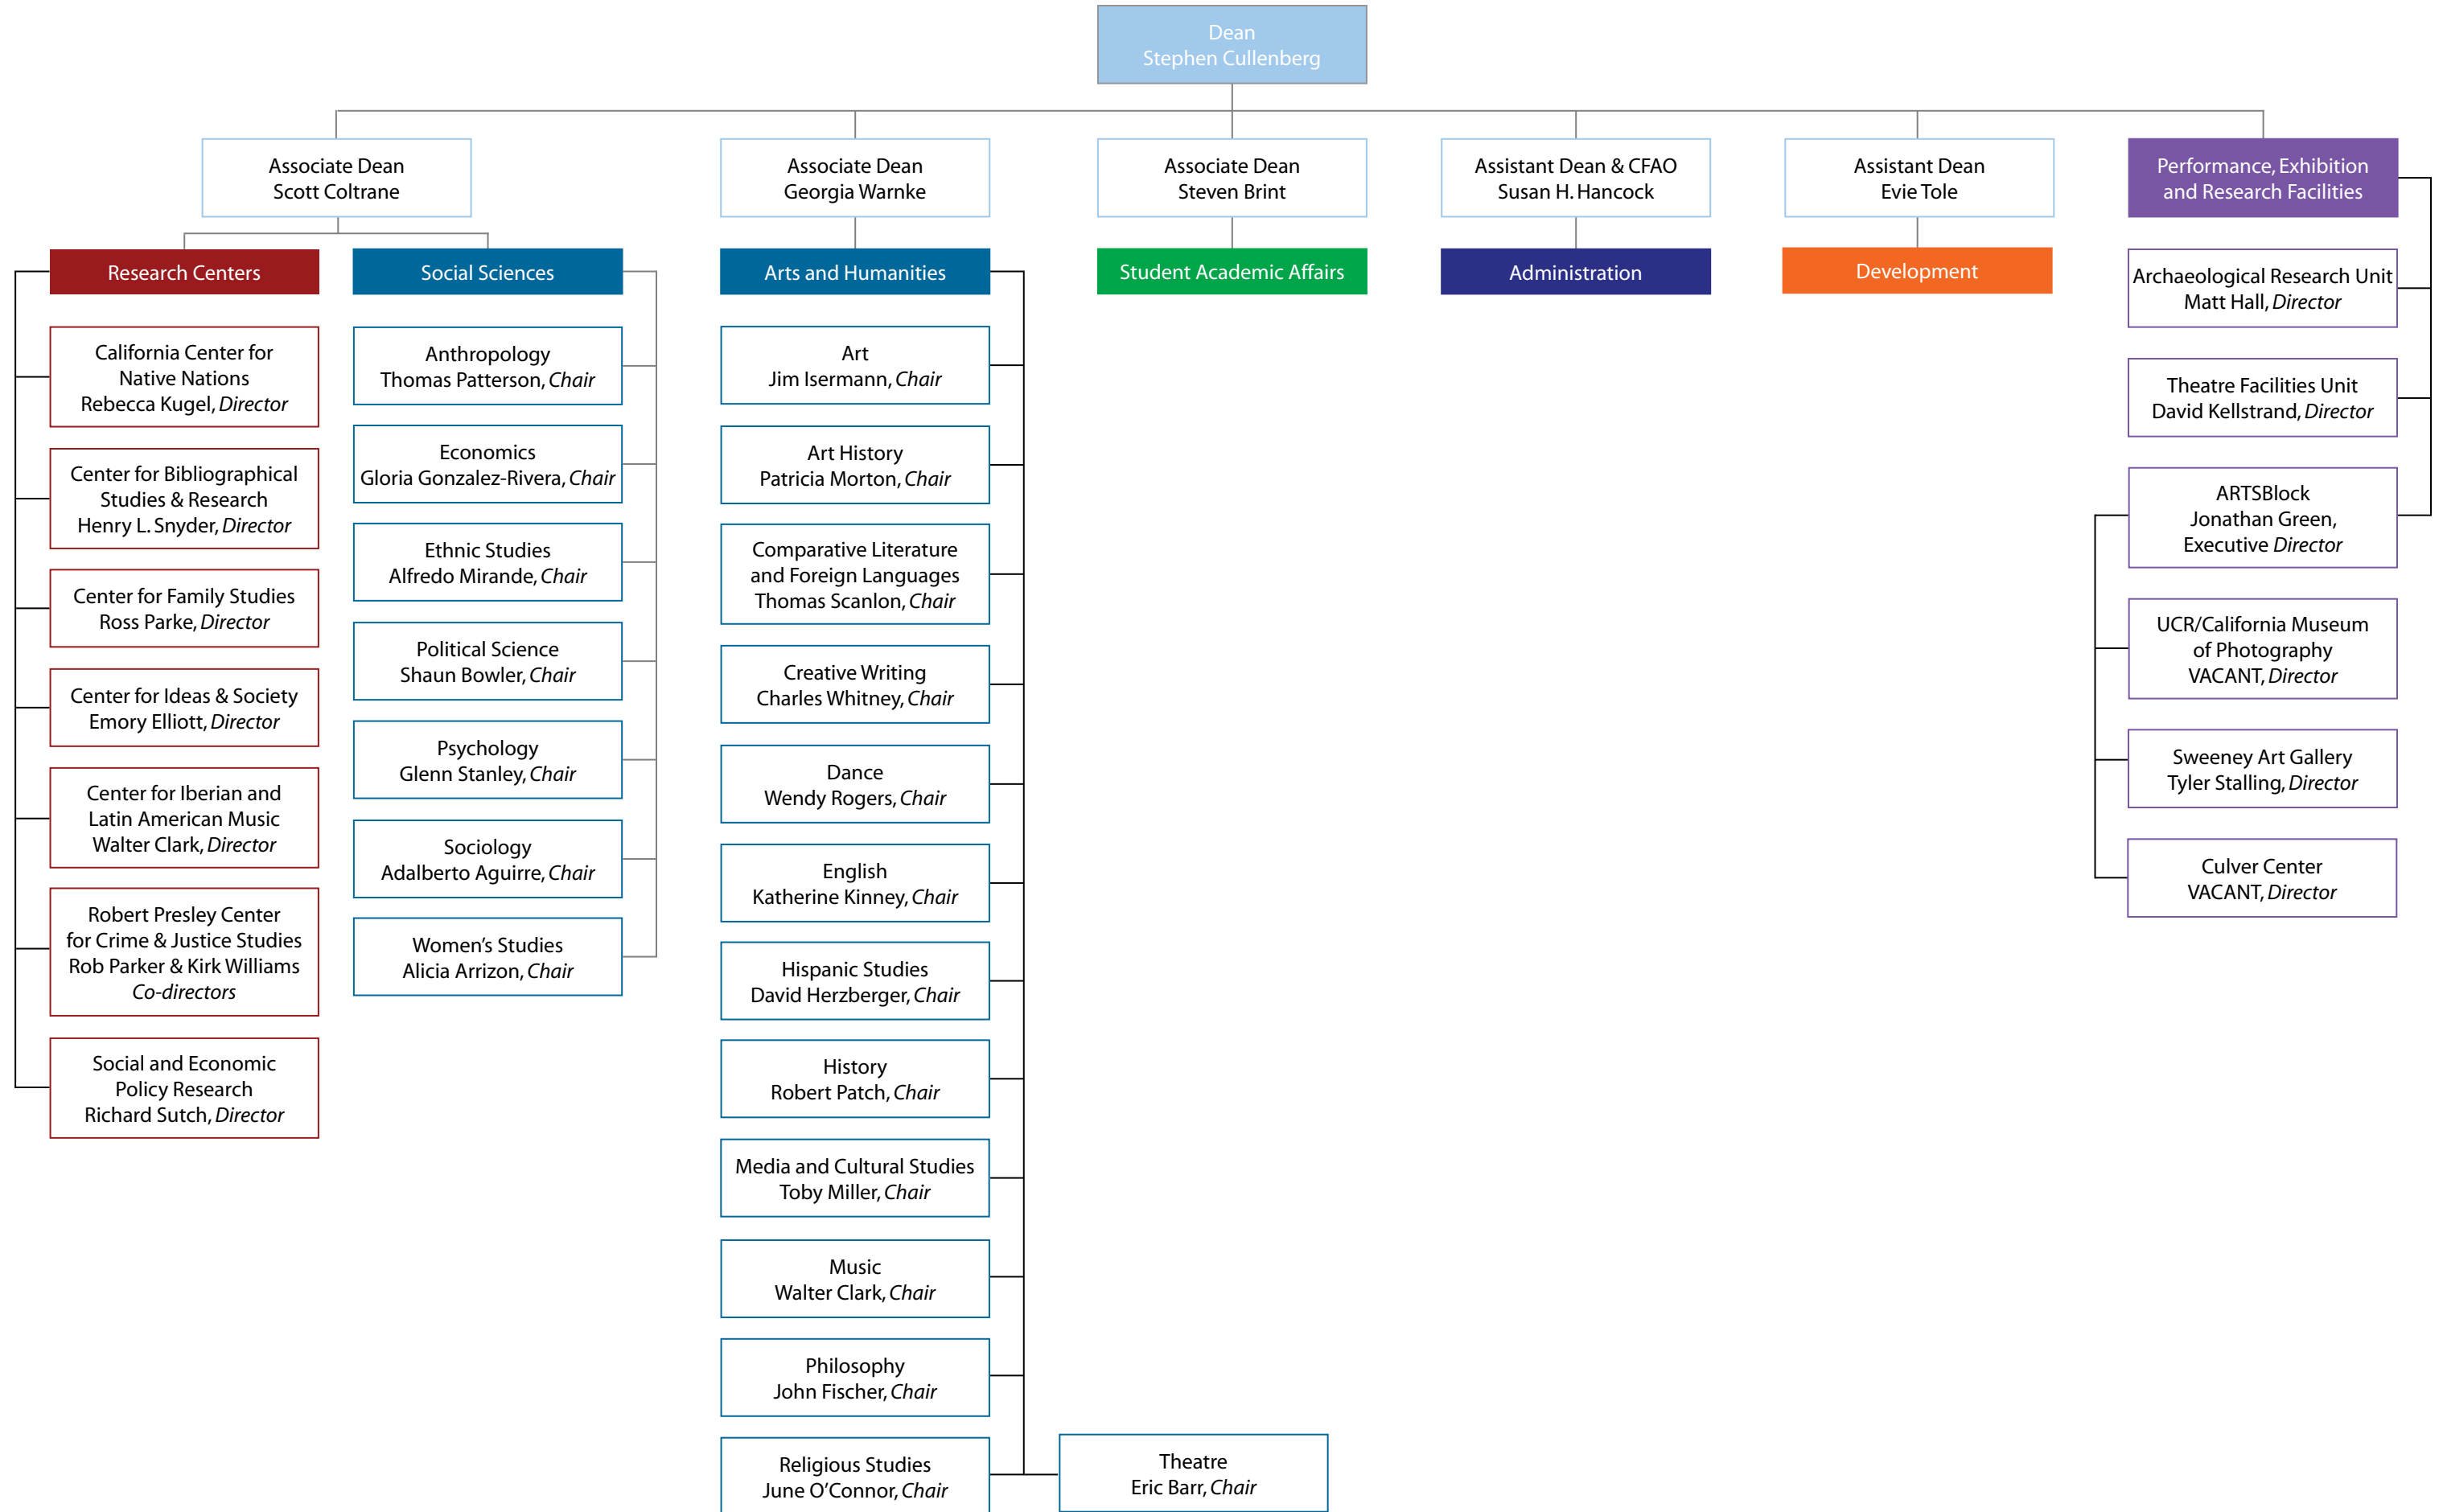 Dean
Stephen Cullenberg
Associate Dean
Scott Coltrane
Associate Dean
Georgia Warnke
Associate Dean
Steven Brint
Assistant Dean & CFAO
Susan H. Hancock
Assistant Dean
Evie Tole
Performance, Exhibition
and Research Facilities
Research Centers
California Center for
Native Nations
Rebecca Kugel, Director
Center for Bibliographical
Studies & Research
Henry L. Snyder, Director
Center for Family Studies
Ross Parke, Director
Center for Ideas & Society
Emory Elliott, Director
Center for Iberian and
Latin American Music
Walter Clark, Director
Robert Presley Center
for Crime & Justice Studies
Rob Parker & Kirk Williams
Co-directors
Social and Economic
Policy Research
Richard Sutch, Director
Social Sciences
Anthropology
Thomas Patterson, Chair
Economics
Gloria Gonzalez-Rivera, Chair
Ethnic Studies
Alfredo Mirande, Chair
Political Science
Shaun Bowler, Chair
Psychology
Glenn Stanley, Chair
Sociology
Adalberto Aguirre, Chair
Women’s Studies
Alicia Arrizon, Chair
Arts and Humanities
Art
Jim Isermann, Chair
Art History
Patricia Morton, Chair
Comparative Literature
and Foreign Languages
Thomas Scanlon, Chair
Creative Writing
Charles Whitney, Chair
Dance
Wendy Rogers, Chair
English
Katherine Kinney, Chair
Hispanic Studies
David Herzberger, Chair
History
Robert Patch, Chair
Media and Cultural Studies
Toby Miller, Chair
Music
Walter Clark, Chair
Philosophy
John Fischer, Chair
Religious Studies
June O’Connor, Chair
Theatre
Eric Barr, Chair
Student Academic Affairs
Administration
Development
Archaeological Research Unit
Matt Hall, Director
Theatre Facilities Unit
David Kellstrand, Director
ARTSBlock
Jonathan Green,
Executive Director
UCR/California Museum
of Photography
VACANT, Director
Sweeney Art Gallery
Tyler Stalling, Director
Culver Center
VACANT, Director